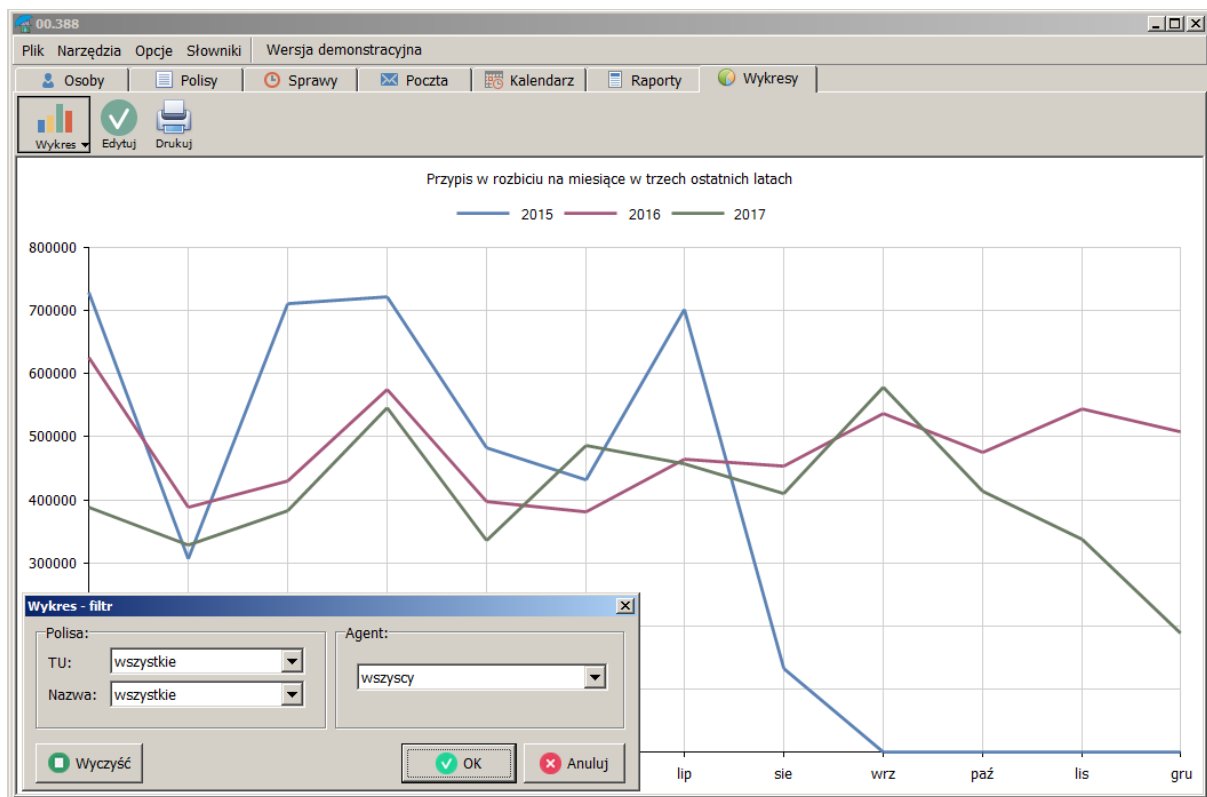 00.388
Plik Narzędzia Opcje Słowniki Wersja demonstracyjna
Osoby Polisy Sprawy Poczta Kalendarz Raporty Wykresy
Wykres Edytuj Drukuj
Przypis w rozbiciu na miesiące w trzech ostatnich latach
2015 2016 2017
800000
700000
600000
500000
400000
300000
Wykres - filtr
Polisa: Agent:
TU: wszystkie
wszyscy
Nazwa: wszystkie
Wyczyść OK Anuluj
lip sie wrz paź lis gru